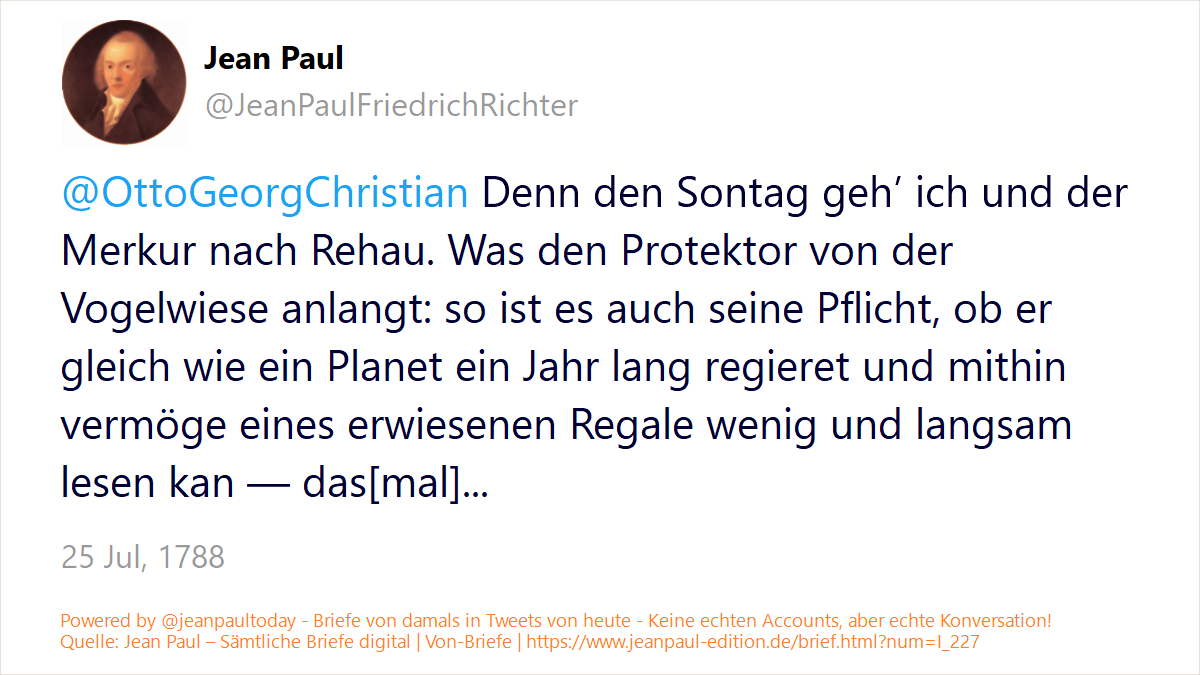 Jean Paul
@JeanPaulFriedrichRichter
@OttoGeorgChristian Denn den Sontag geh’ ich und der
Merkur nach Rehau. Was den Protektor von der
Vogelwiese anlangt: so ist es auch seine Pflicht, ob er
gleich wie ein Planet ein Jahr lang regieret und mithin
vermöge eines erwiesenen Regale wenig und langsam
lesen kan — das[mal]...
25 Jul, 1788
Powered by @jeanpaultoday - Briefe von damals in Tweets von heute - Keine echten Accounts, aber echte Konversation!
Quelle: Jean Paul – Sämtliche Briefe digital | Von-Briefe | https://www.jeanpaul-edition.de/brief.html?num=I_227